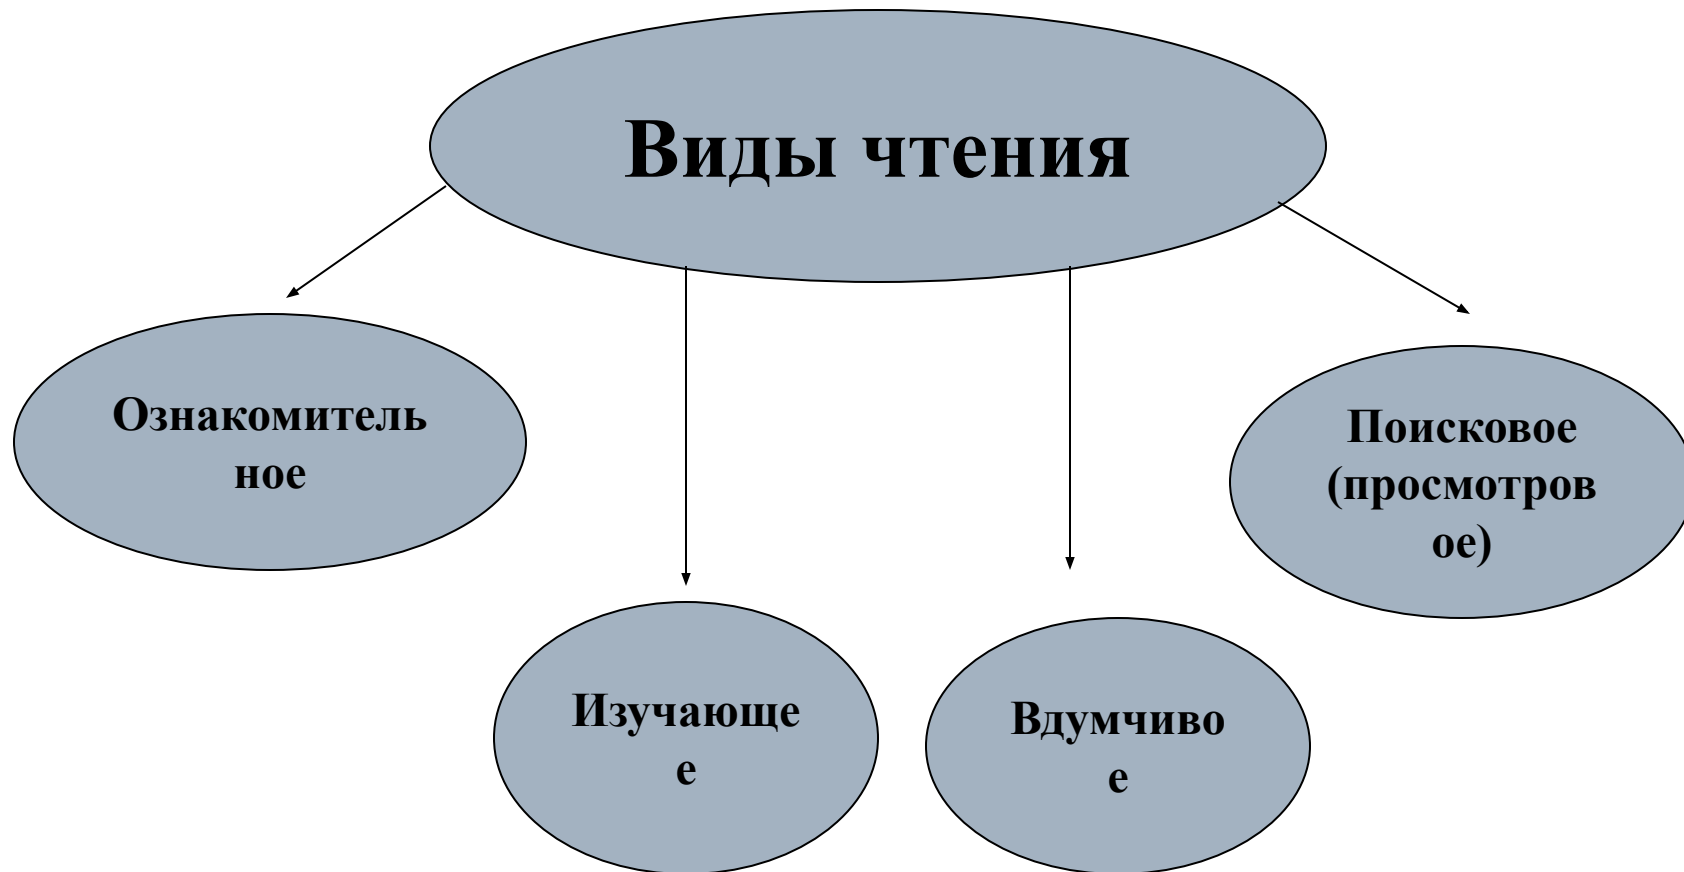 Виды чтения
Ознакомитель
ное
Изучающе
е
Вдумчиво
е
Поисковое
(просмотров
ое)